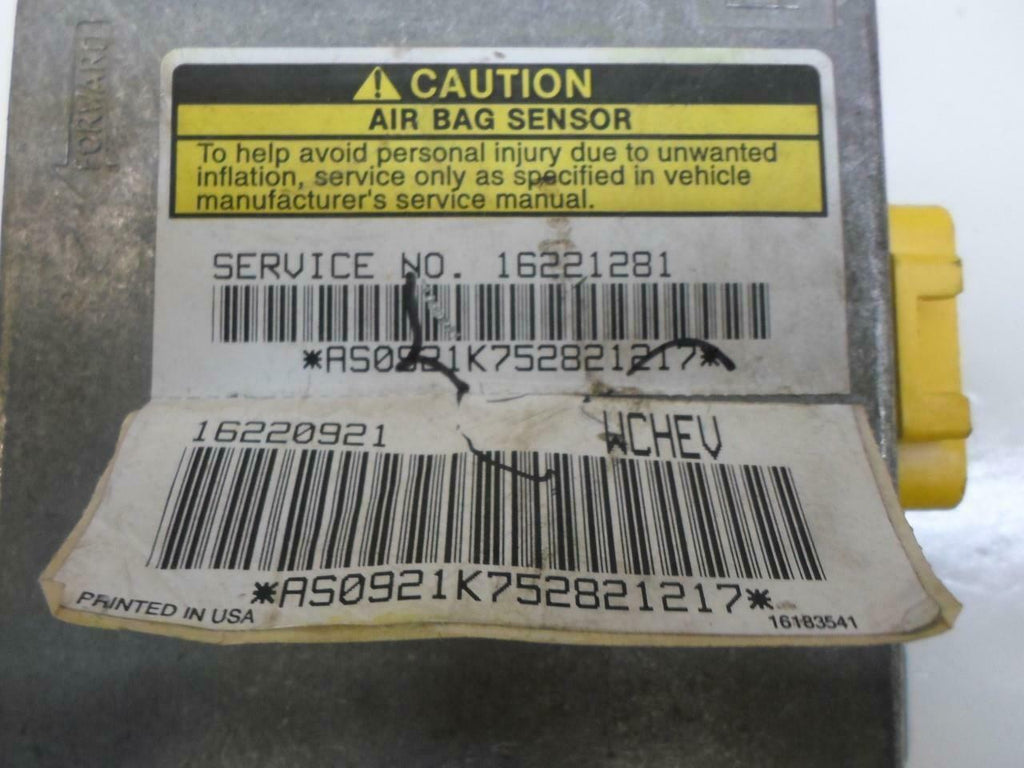 FORWARD
CAUTION
AIR BAG SENSOR
To help avoid personal injury due to unwanted
inflation, service only as specified in vehicle
manufacturer's service manual.
SERVICE NO. 16221281
*AS0921K752821217*
16220921 WCHEV
*AS0921K752821217*
PRINTED IN USA 16183541